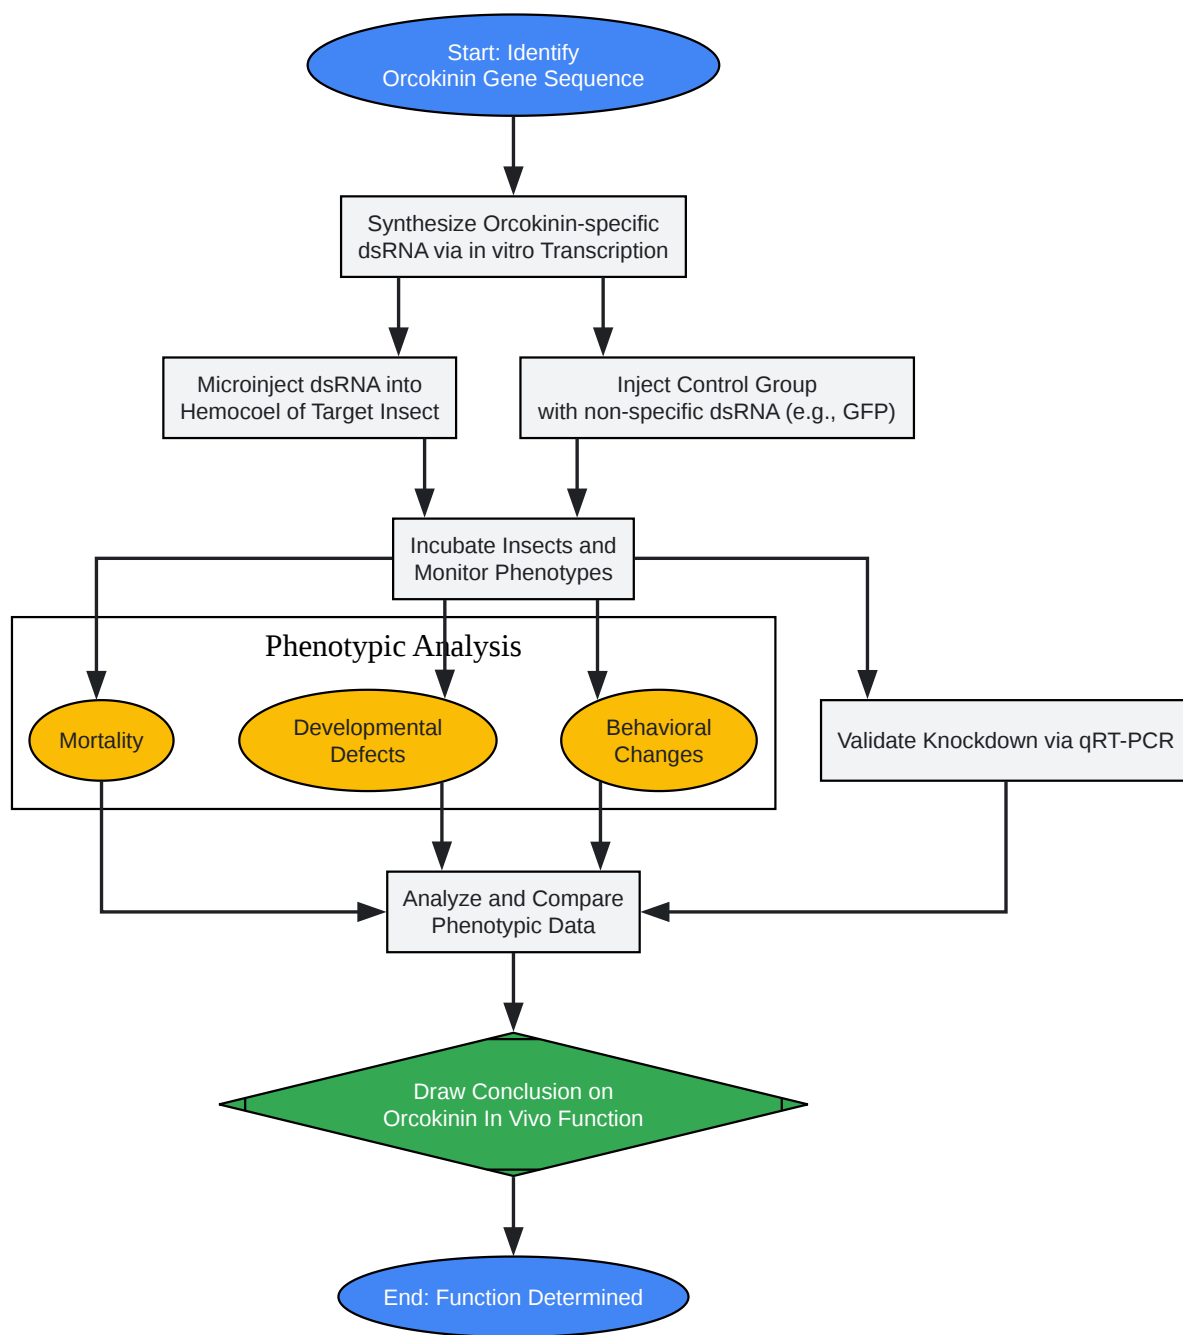 Start: Identify
Orcokinin Gene Sequence
Synthesize Orcokinin-specific
dsRNA via in vitro Transcription
Microinject dsRNA into
Hemocoel of Target Insect
Inject Control Group
with non-specific dsRNA (e.g., GFP)
Incubate Insects and
Monitor Phenotypes
Phenotypic Analysis
Mortality
Developmental
Defects
Behavioral
Changes
Validate Knockdown via qRT-PCR
Analyze and Compare
Phenotypic Data
Draw Conclusion on
Orcokinin In Vivo Function
End: Function Determined